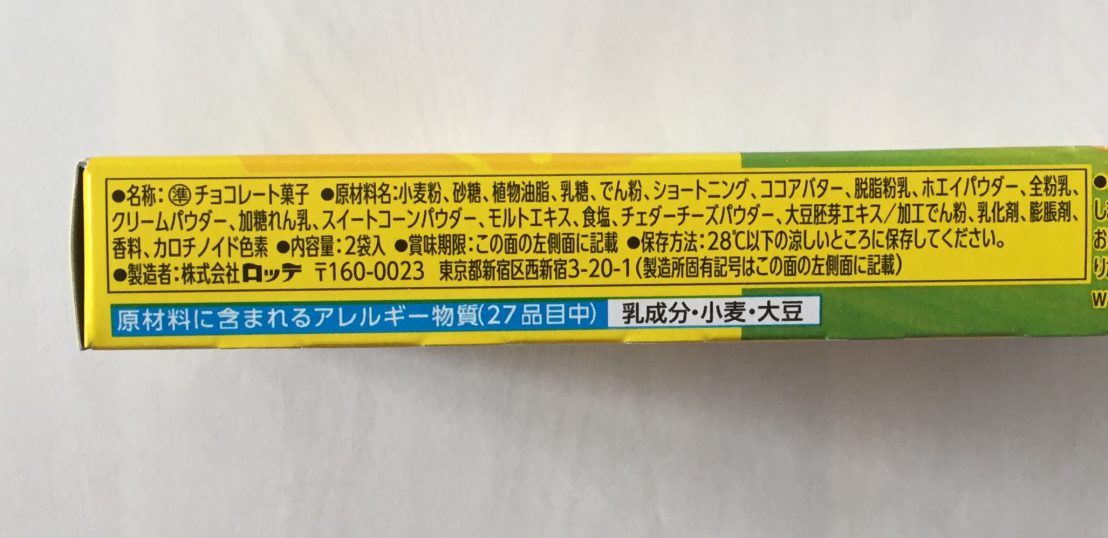 ●名称：㊜チョコレート菓子 ●原材料名：小麦粉、砂糖、植物油脂、乳糖、でん粉、ショートニング、ココアバター、脱脂粉乳、ホエイパウダー、全粉乳、
クリームパウダー、加糖れん乳、スイートコーンパウダー、モルトエキス、食塩、チェダーチーズパウダー、大豆胚芽エキス／加工でん粉、乳化剤、膨脹剤、
香料、カロチノイド色素 ●内容量：2袋入 ●賞味期限：この面の左側面に記載 ●保存方法：28℃以下の涼しいところに保存してください。
●製造者：株式会社ロッテ 〒160-0023 東京都新宿区西新宿3-20-1（製造所固有記号はこの面の左側面に記載）
原材料に含まれるアレルギー物質（27品目中） 乳成分・小麦・大豆